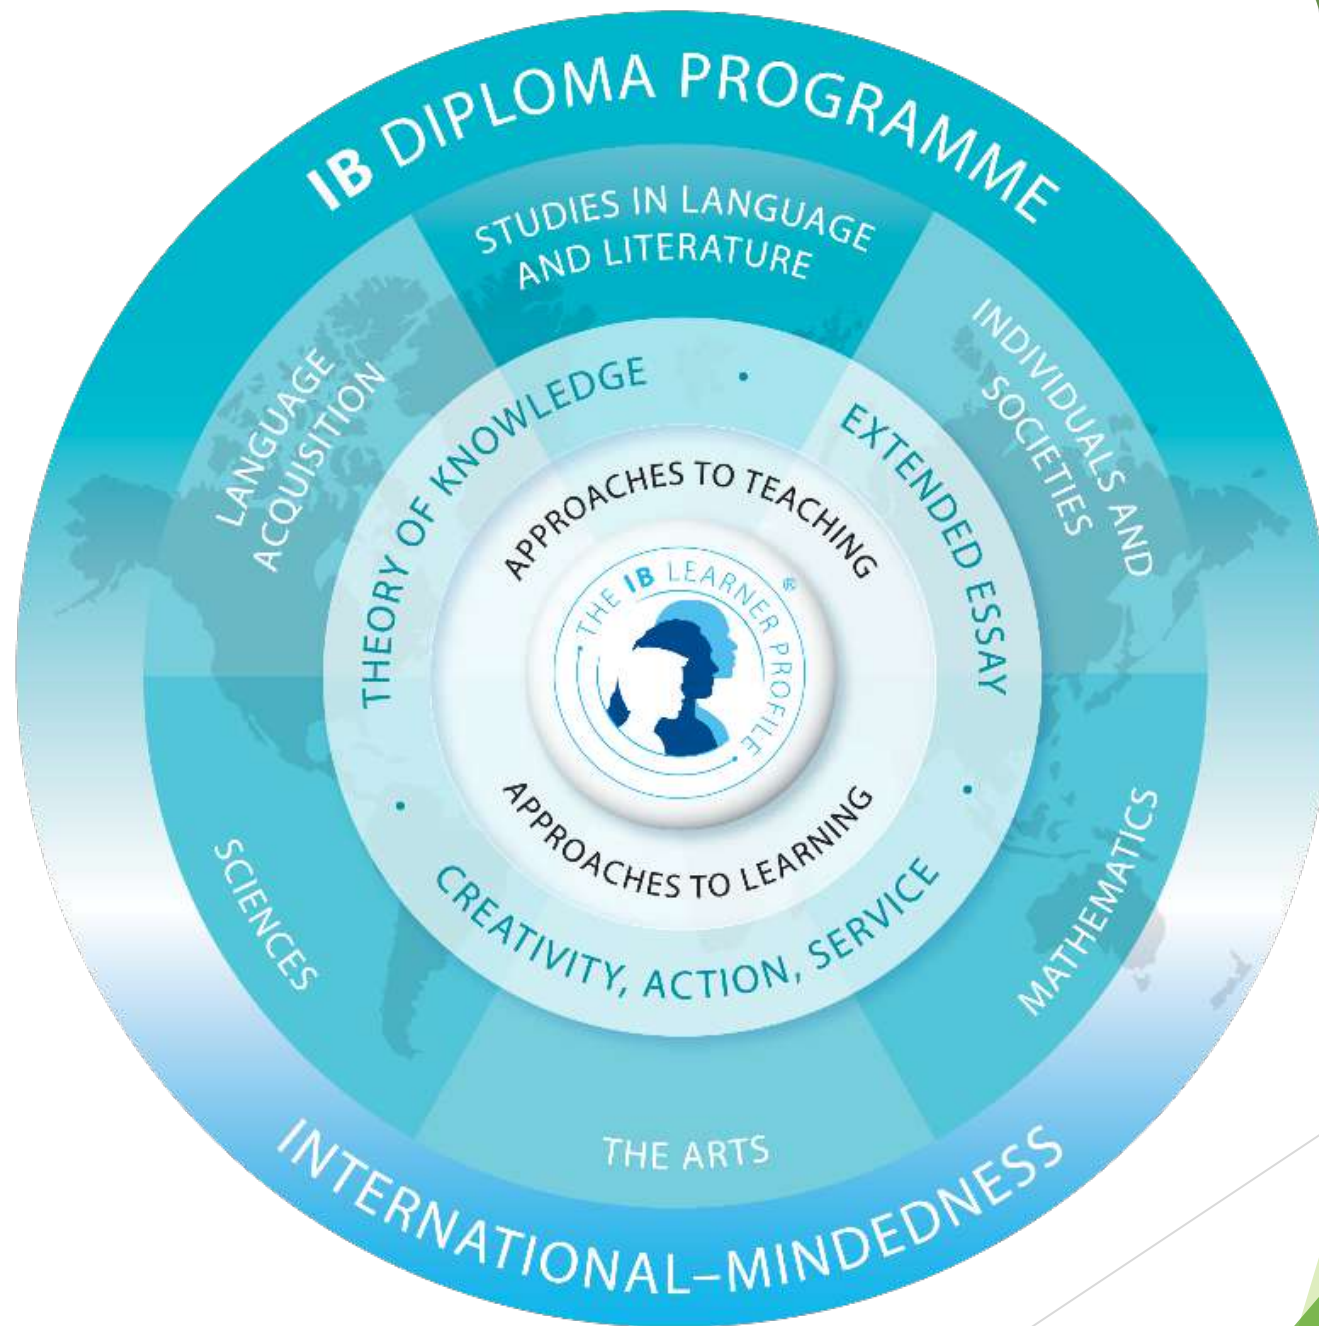 IB DIPLOMA PROGRAMME
STUDIES IN LANGUAGE
AND LITERATURE
LANGUAGE
ACQUISITION
INDIVIDUALS AND
SOCIETIES
THEORY OF KNOWLEDGE
•
EXTENDED ESSAY
•
APPROACHES TO TEACHING
THE IB LEARNER PROFILE ®
APPROACHES TO LEARNING
CREATIVITY, ACTION, SERVICE
•
SCIENCES
MATHEMATICS
THE ARTS
INTERNATIONAL–MINDEDNESS